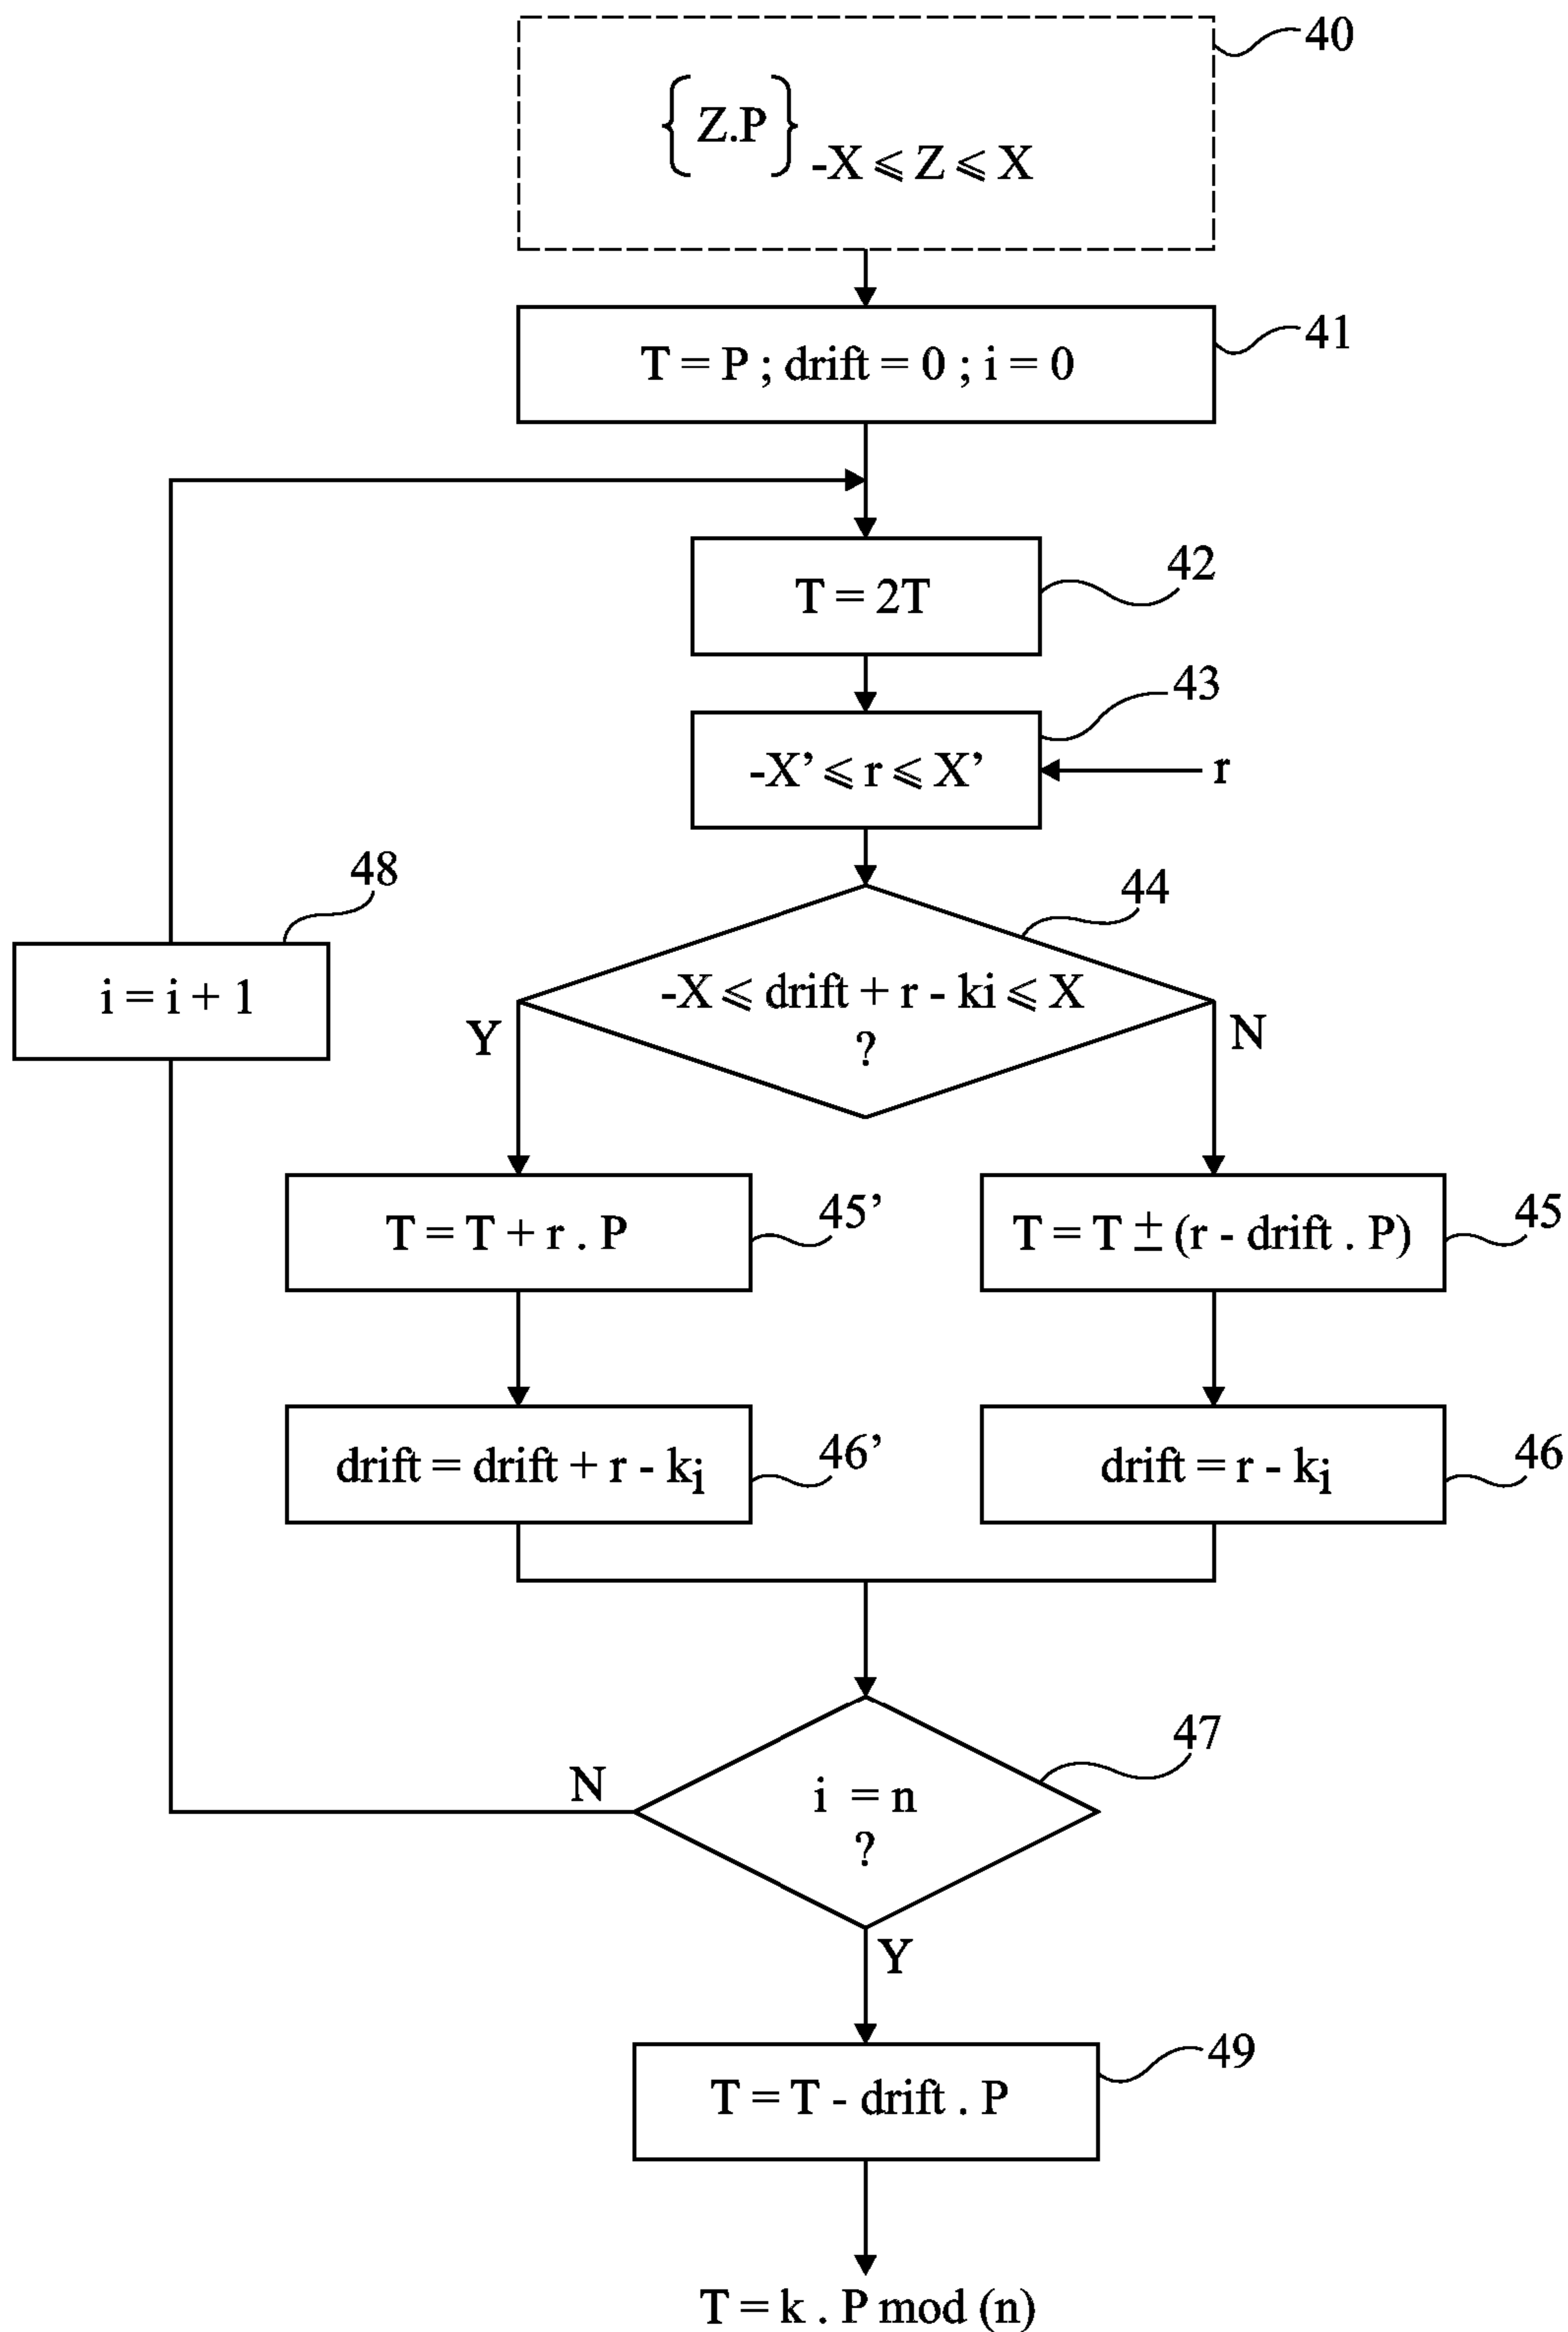 40
{Z.P} -X ⩽ Z ⩽ X
41
T = P ; drift = 0 ; i = 0
42
T = 2T
43
-X’ ⩽ r ⩽ X’
r
48
i = i + 1
44
-X ⩽ drift + r - ki ⩽ X
?
Y
N
T = T + r . P
45’
T = T ± (r - drift . P)
45
drift = drift + r - ki
46’
drift = r - ki
46
47
i = n
?
N
Y
49
T = T - drift . P
T = k . P mod (n)